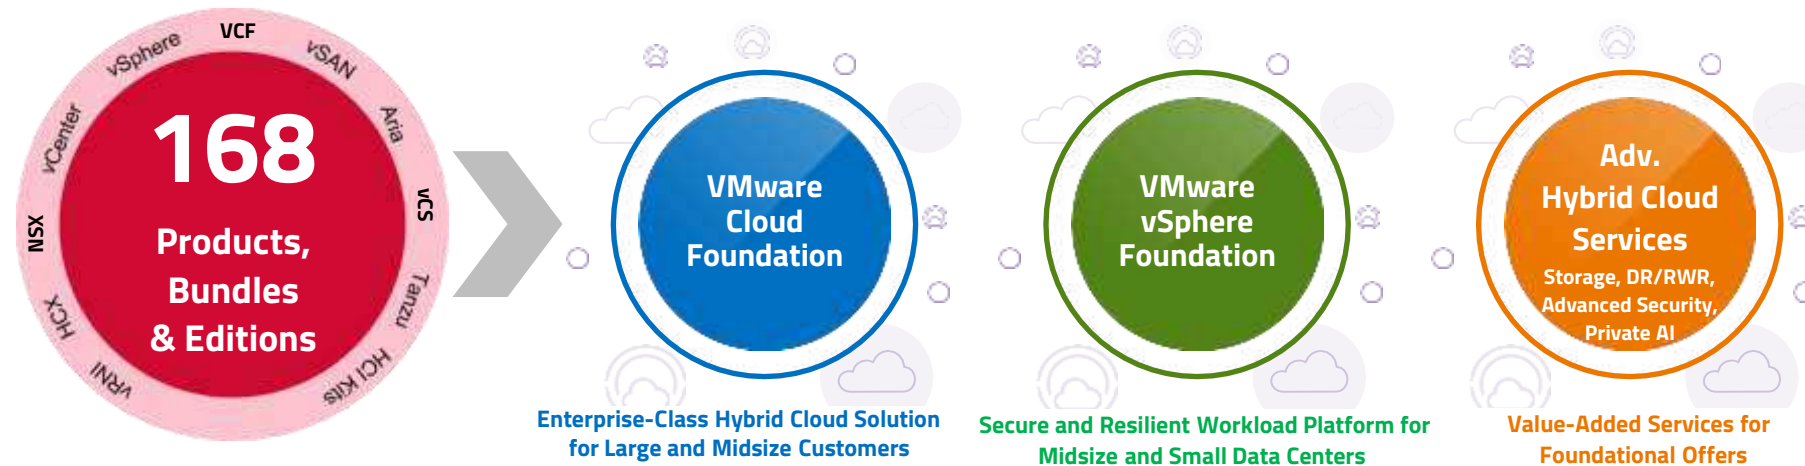 VCF
vSAN
Aria
vCS
Tanzu
HCI Kits
vRNI
HCX
NSX
vCenter
vSphere
168
Products,
Bundles
& Editions
VMware
Cloud
Foundation
Enterprise-Class Hybrid Cloud Solution
for Large and Midsize Customers
VMware
vSphere
Foundation
Secure and Resilient Workload Platform for
Midsize and Small Data Centers
Adv.
Hybrid Cloud
Services
Storage, DR/RWR,
Advanced Security,
Private AI
Value-Added Services for
Foundational Offers